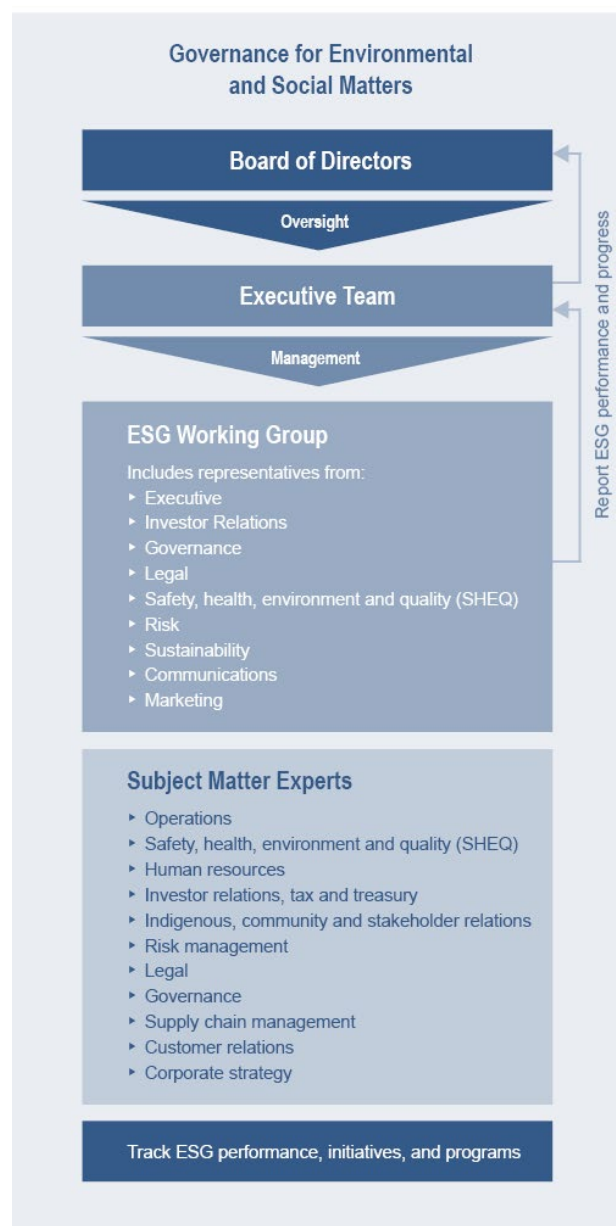 Governance for Environmental
and Social Matters
Board of Directors
Oversight
Executive Team
Management
Report ESG performance and progress
ESG Working Group
Includes representatives from:
‣ Executive
‣ Investor Relations
‣ Governance
‣ Legal
‣ Safety, health, environment and quality (SHEQ)
‣ Risk
‣ Sustainability
‣ Communications
‣ Marketing
Subject Matter Experts
‣ Operations
‣ Safety, health, environment and quality (SHEQ)
‣ Human resources
‣ Investor relations, tax and treasury
‣ Indigenous, community and stakeholder relations
‣ Risk management
‣ Legal
‣ Governance
‣ Supply chain management
‣ Customer relations
‣ Corporate strategy
Track ESG performance, initiatives, and programs